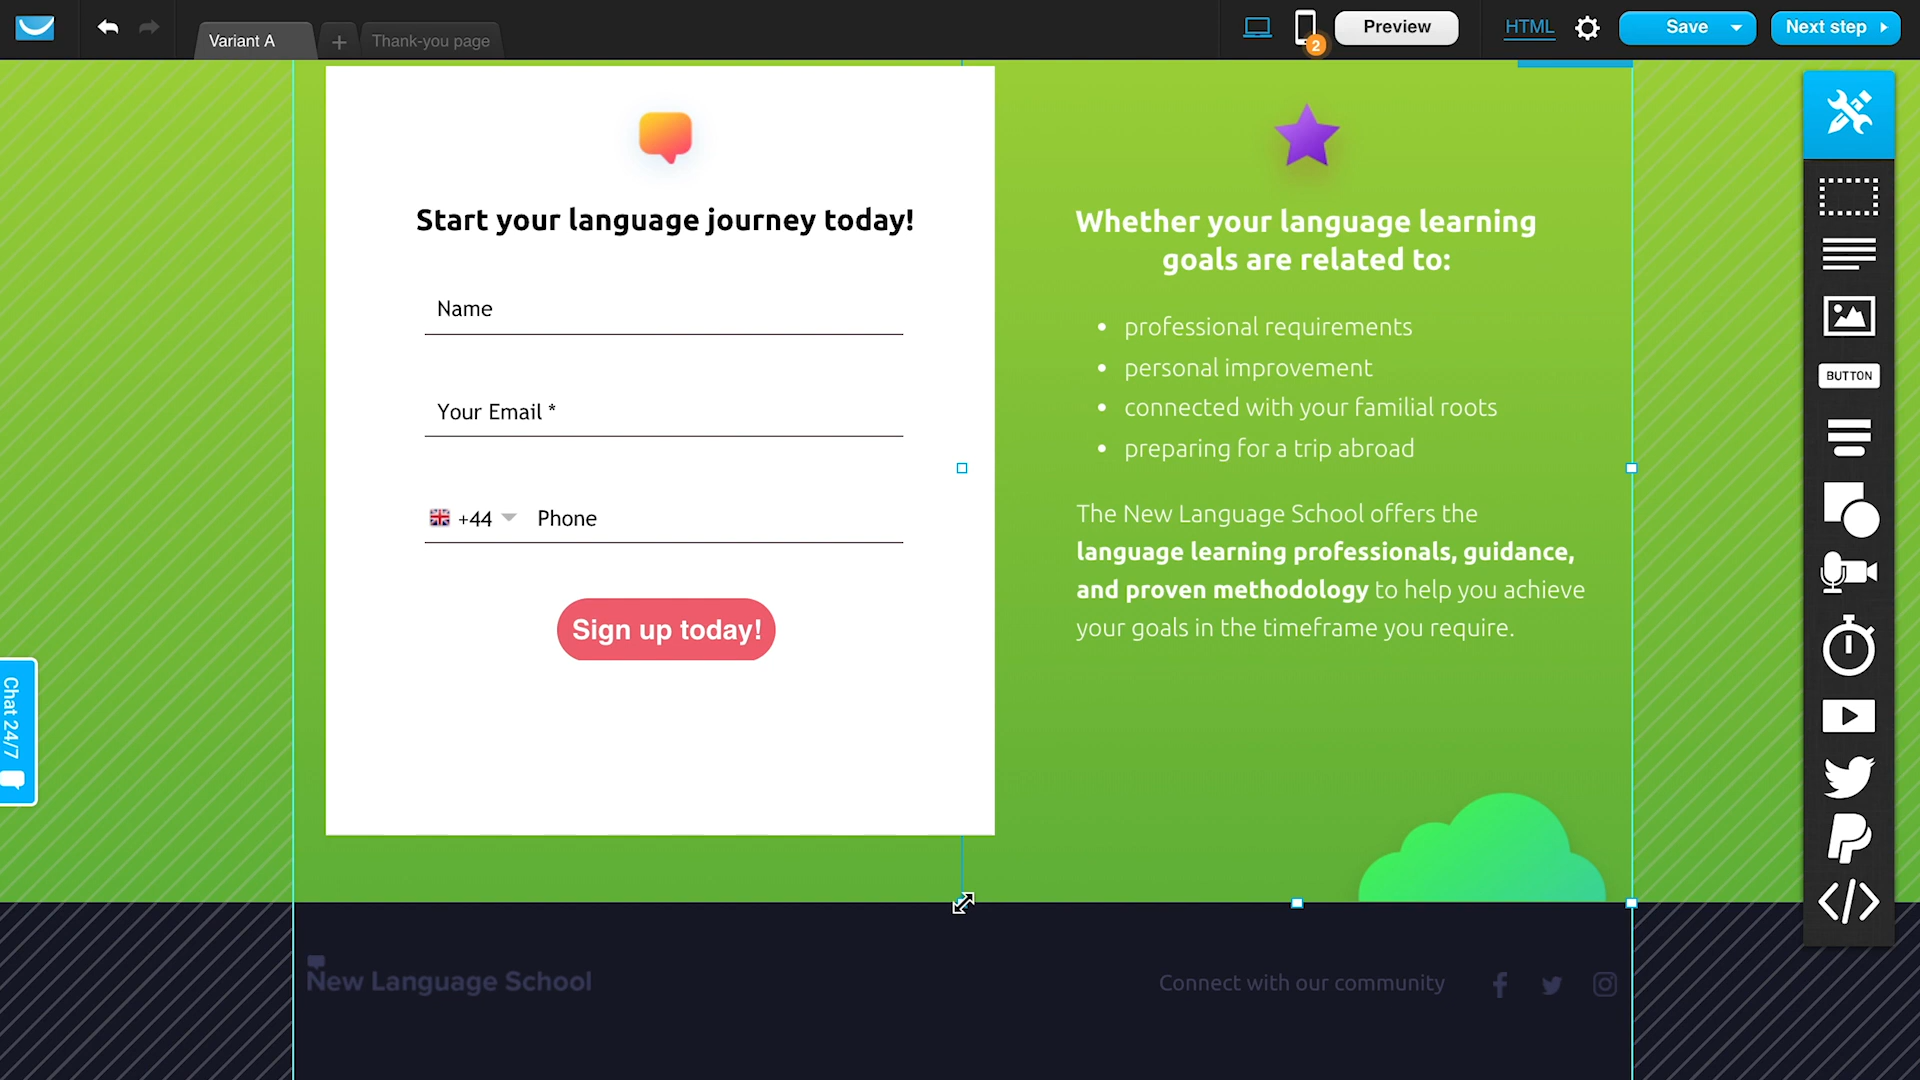 Variant A
+
Thank-you page
2
Preview
HTML
Save
Next step
Start your language journey today!
Name
Your Email *
+44
Phone
Sign up today!
Whether your language learning
goals are related to:
• professional requirements
• personal improvement
• connected with your familial roots
• preparing for a trip abroad
The New Language School offers the
language learning professionals, guidance,
and proven methodology to help you achieve
your goals in the timeframe you require.
BUTTON
Chat 24/7
New Language School
Connect with our community